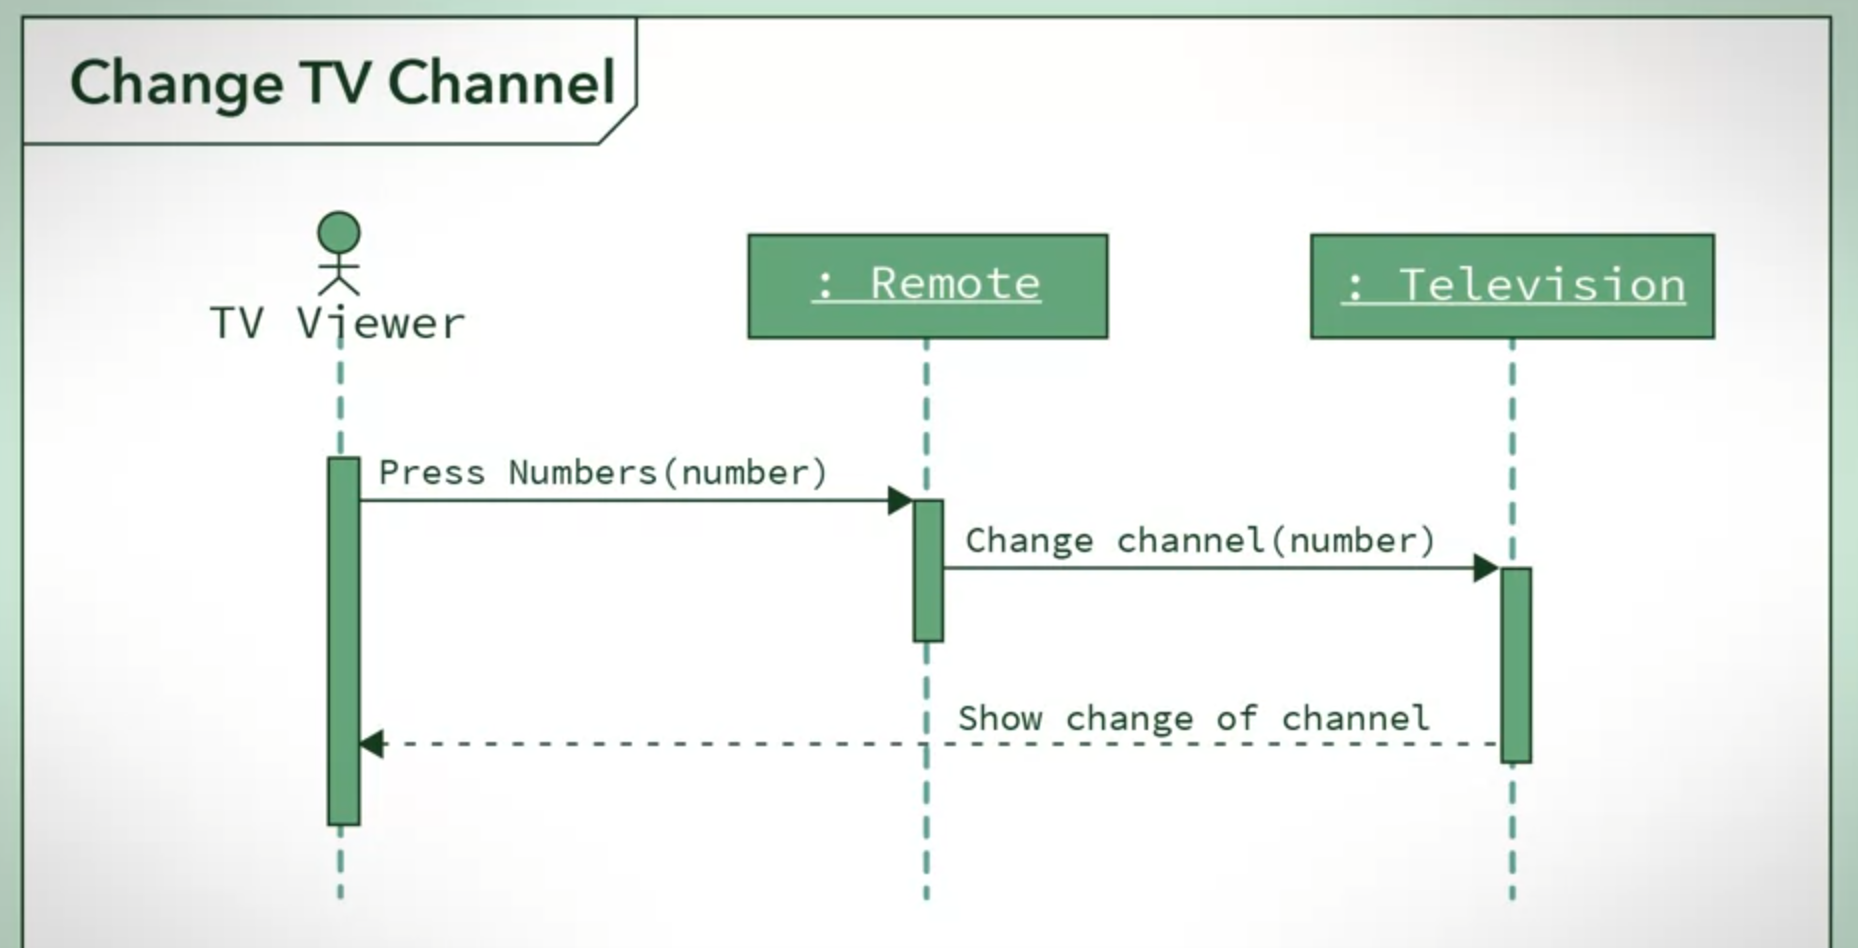 Change TV Channel
TV Viewer
: Remote
: Television
Press Numbers(number)
Change channel(number)
Show change of channel